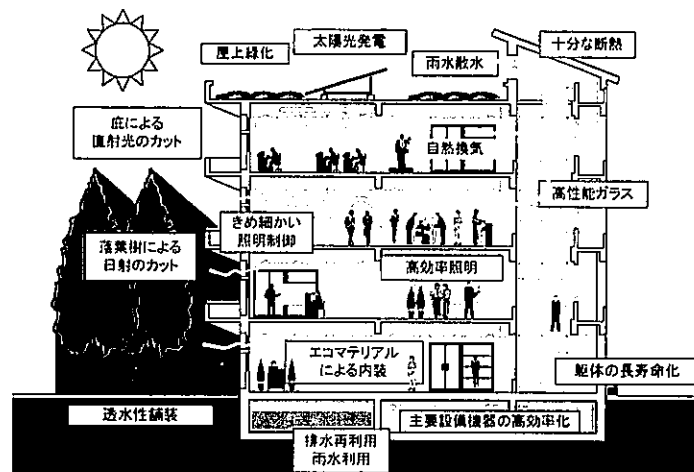 太陽光発電
屋上緑化
雨水散水
十分な断熱
庇による
直射光のカット
自然換気
高性能ガラス
きめ細かい
照明制御
落葉樹による
日射のカット
高効率照明
エコマテリアル
による内装
躯体の長寿命化
透水性舗装
主要設備機器の高効率化
排水再利用
雨水利用